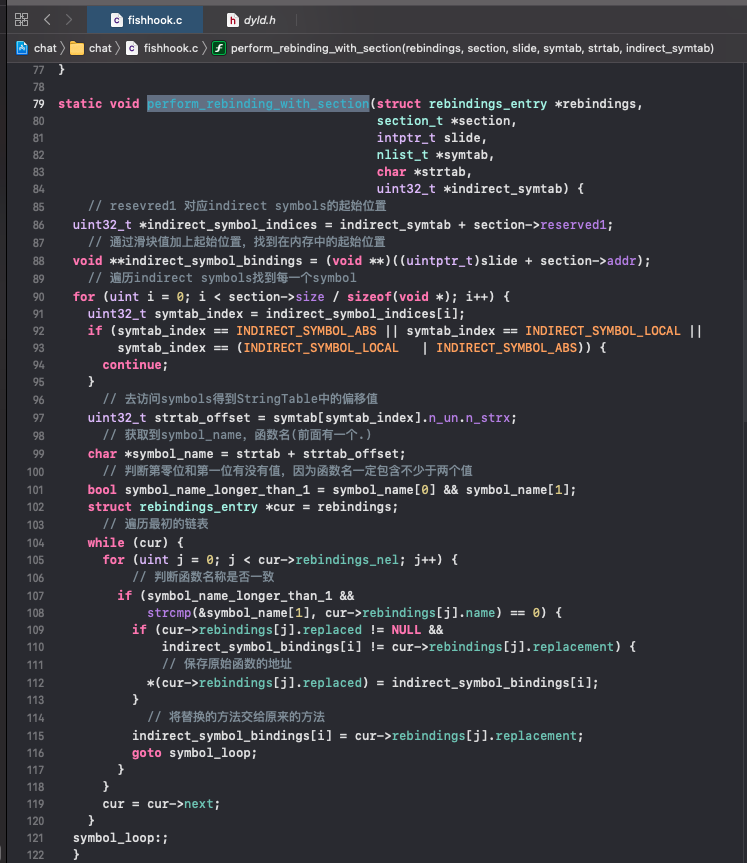 fishhook.c
dyld.h
chat 〉 chat 〉 fishhook.c 〉 perform_rebinding_with_section(rebindings, section, slide, symtab, strtab, indirect_symtab)
77 }
78
79 static void perform_rebinding_with_section(struct rebindings_entry *rebindings,
80 section_t *section,
81 intptr_t slide,
82 nlist_t *symtab,
83 char *strtab,
84 uint32_t *indirect_symtab) {
85 // resevred1 对应indirect symbols的起始位置
86 uint32_t *indirect_symbol_indices = indirect_symtab + section->reserved1;
87 // 通过滑块值加上起始位置，找到在内存中的起始位置
88 void **indirect_symbol_bindings = (void **)((uintptr_t)slide + section->addr);
89 // 遍历indirect symbols找到每一个symbol
90 for (uint i = 0; i < section->size / sizeof(void *); i++) {
91 uint32_t symtab_index = indirect_symbol_indices[i];
92 if (symtab_index == INDIRECT_SYMBOL_ABS || symtab_index == INDIRECT_SYMBOL_LOCAL ||
93 symtab_index == (INDIRECT_SYMBOL_LOCAL | INDIRECT_SYMBOL_ABS)) {
94 continue;
95 }
96 // 去访问symbols得到StringTable中的偏移值
97 uint32_t strtab_offset = symtab[symtab_index].n_un.n_strx;
98 // 获取到symbol_name，函数名(前面有一个.)
99 char *symbol_name = strtab + strtab_offset;
100 // 判断第零位和第一位有没有值，因为函数名一定包含不少于两个值
101 bool symbol_name_longer_than_1 = symbol_name[0] && symbol_name[1];
102 struct rebindings_entry *cur = rebindings;
103 // 遍历最初的链表
104 while (cur) {
105 for (uint j = 0; j < cur->rebindings_nel; j++) {
106 // 判断函数名称是否一致
107 if (symbol_name_longer_than_1 &&
108 strcmp(&symbol_name[1], cur->rebindings[j].name) == 0) {
109 if (cur->rebindings[j].replaced != NULL &&
110 indirect_symbol_bindings[i] != cur->rebindings[j].replacement) {
111 // 保存原始函数的地址
112 *(cur->rebindings[j].replaced) = indirect_symbol_bindings[i];
113 }
114 // 将替换的方法交给原来的方法
115 indirect_symbol_bindings[i] = cur->rebindings[j].replacement;
116 goto symbol_loop;
117 }
118 }
119 cur = cur->next;
120 }
121 symbol_loop:;
122 }